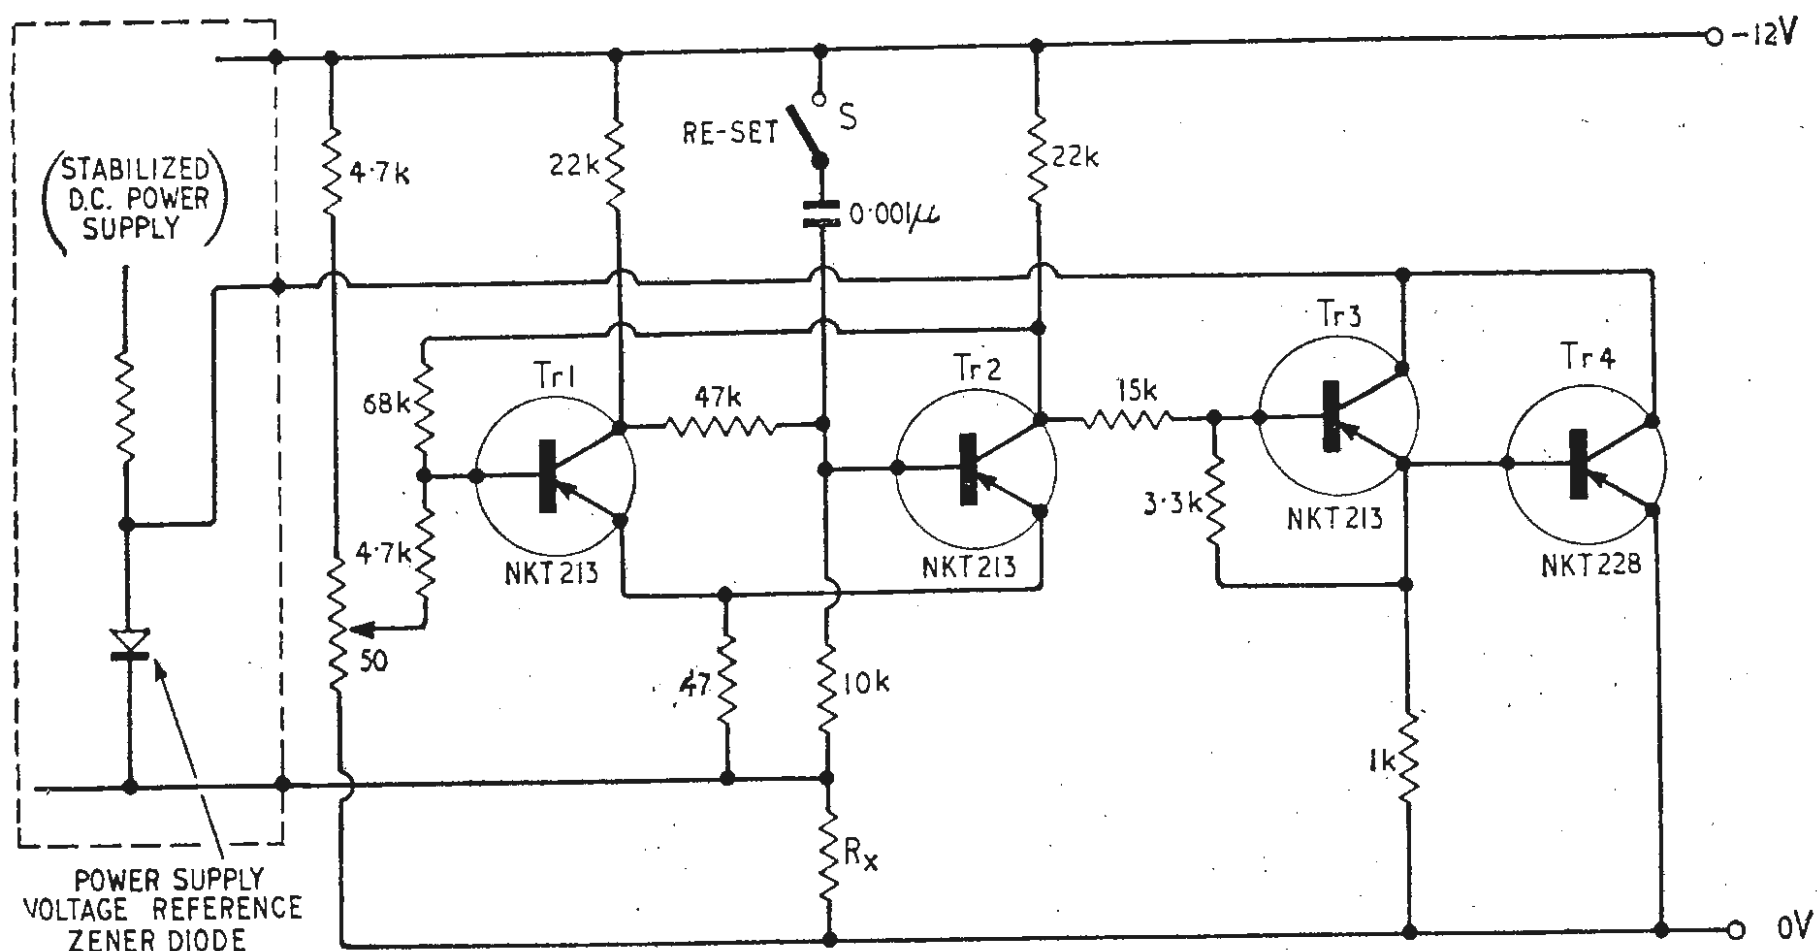 -12V
(STABILIZED
D.C. POWER
SUPPLY)
4.7k
22k
RE-SET
S
0.001µ
22k
68k
Tr1
47k
Tr2
15k
Tr3
Tr4
4.7k
NKT213
NKT213
3.3k
NKT213
NKT228
50
47
10k
1k
Rx
POWER SUPPLY
VOLTAGE REFERENCE
ZENER DIODE
0V